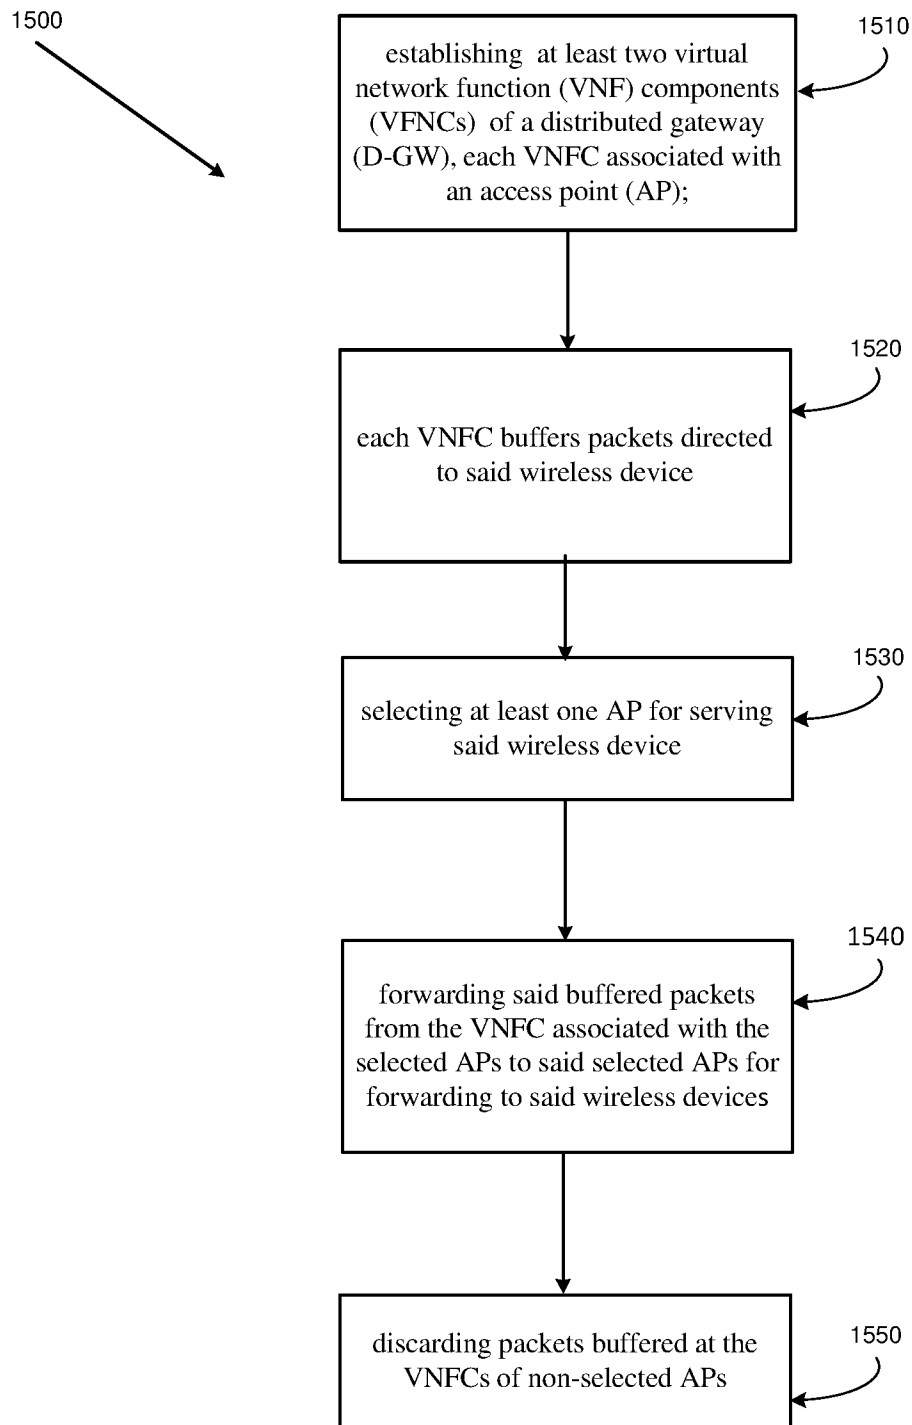 1500
1510
establishing at least two virtual
network function (VNF) components
(VFNCs) of a distributed gateway
(D-GW), each VNFC associated with
an access point (AP);
1520
each VNFC buffers packets directed
to said wireless device
1530
selecting at least one AP for serving
said wireless device
1540
forwarding said buffered packets
from the VNFC associated with the
selected APs to said selected APs for
forwarding to said wireless devices
1550
discarding packets buffered at the
VNFCs of non-selected APs